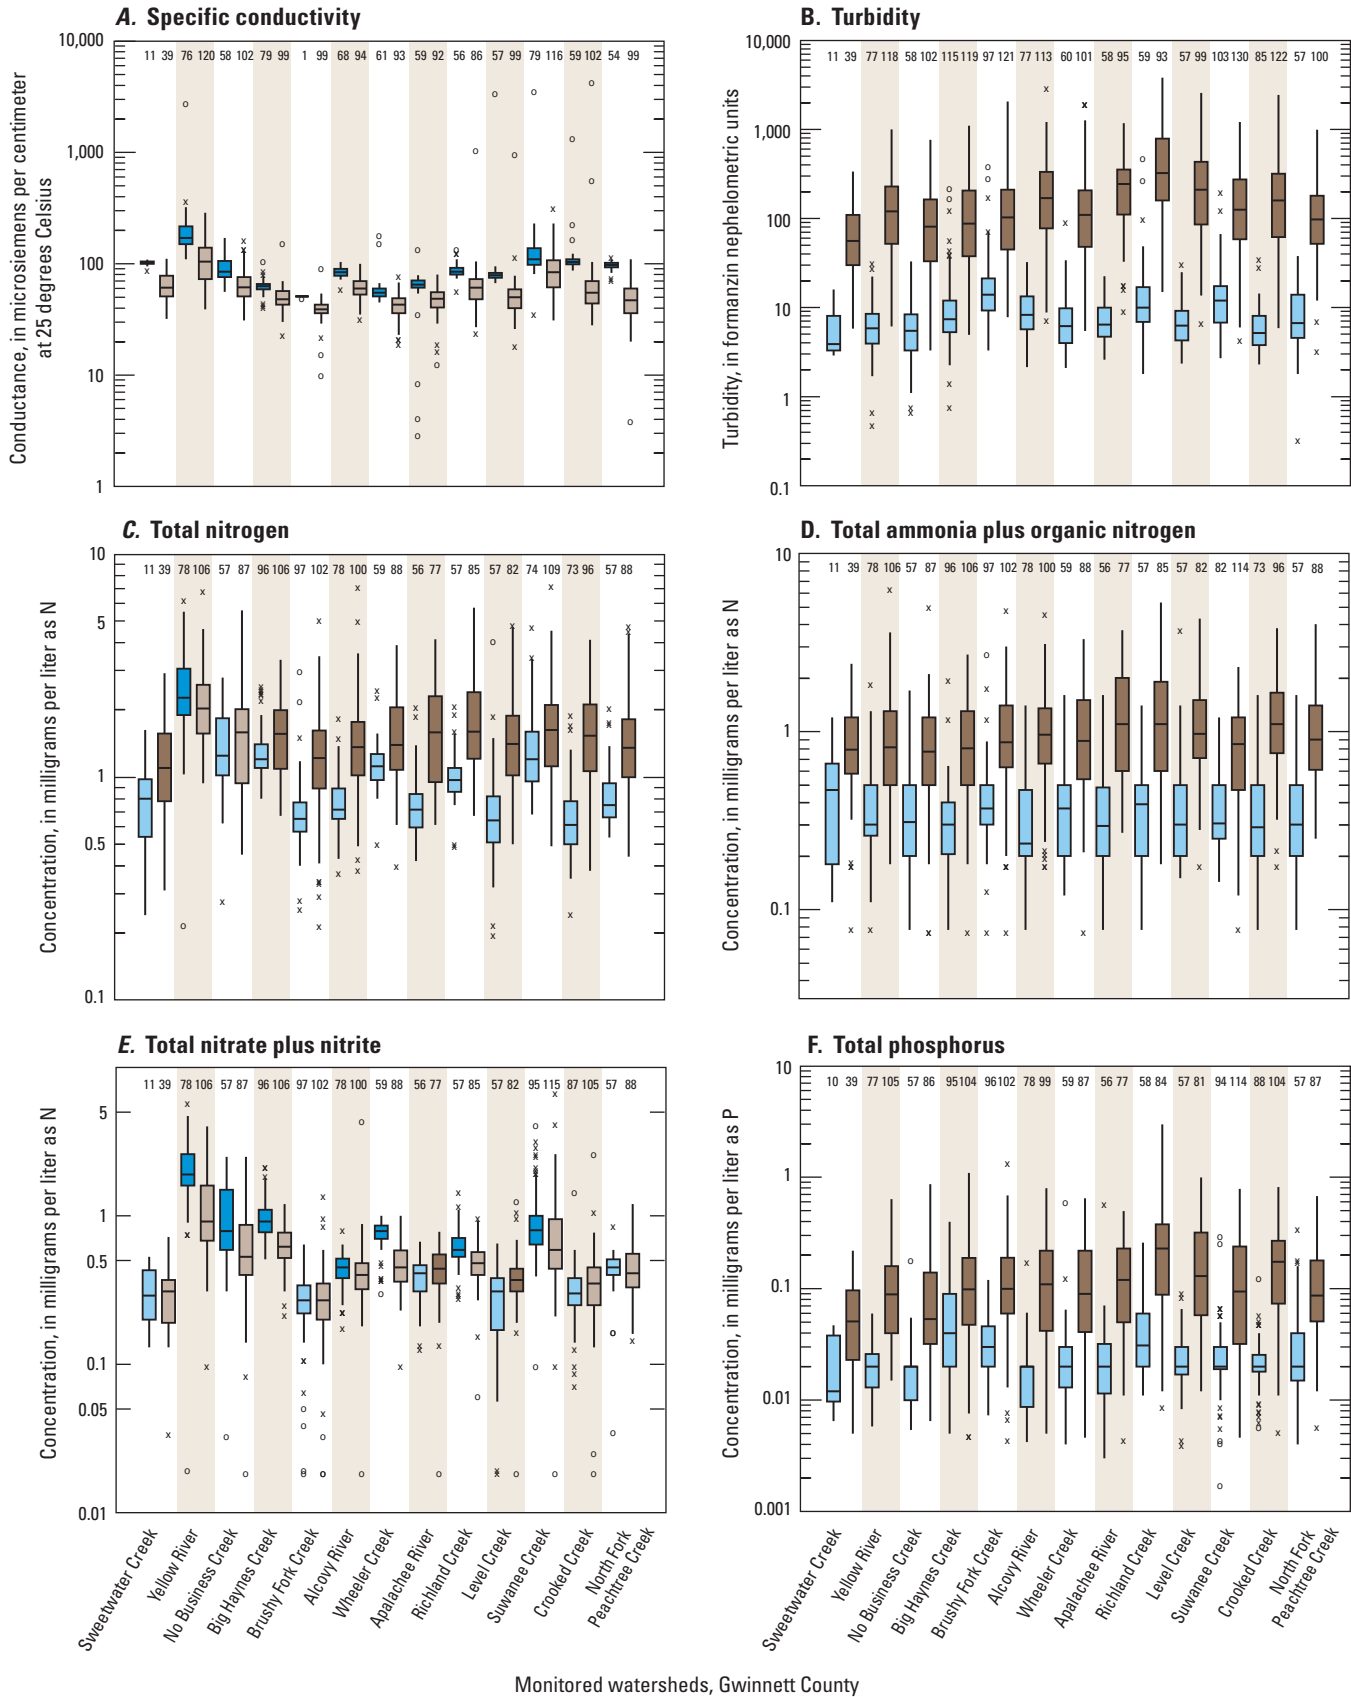 A. Specific conductivity
10,000
1,000
100
10
1
Conductance, in microsiemens per centimeter
at 25 degrees Celsius
11 39 76 120 58 102 79 99 1 99 68 94 61 93 59 92 56 86 57 99 79 116 59 102 54 99
B. Turbidity
10,000
1,000
100
10
1
0.1
Turbidity, in formanzin nephelometric units
11 39 77 118 58 102 115 119 97 121 77 113 60 101 58 95 59 93 57 99 103 130 85 122 57 100
C. Total nitrogen
10
5
1
0.5
0.1
Concentration, in milligrams per liter as N
11 39 78 106 57 87 96 106 97 102 78 100 59 88 56 77 57 85 57 82 74 109 73 96 57 88
D. Total ammonia plus organic nitrogen
10
1
0.1
Concentration, in milligrams per liter as N
11 39 78 106 57 87 96 106 97 102 78 100 59 88 56 77 57 85 57 82 82 114 73 96 57 88
E. Total nitrate plus nitrite
5
1
0.5
0.1
0.05
0.01
Concentration, in milligrams per liter as N
11 39 78 106 57 87 96 106 97 102 78 100 59 88 56 77 57 85 57 82 95 115 87 105 57 88
F. Total phosphorus
10
1
0.1
0.01
0.001
Concentration, in milligrams per liter as P
10 39 77 105 57 86 95 104 96 102 78 99 59 87 56 77 58 84 57 81 94 114 88 104 57 87
Sweetwater Creek
Yellow River
No Business Creek
Big Haynes Creek
Brushy Fork Creek
Alcovy River
Wheeler Creek
Apalachee River
Richland Creek
Level Creek
Suwanee Creek
Crooked Creek
North Fork
Peachtree Creek
Sweetwater Creek
Yellow River
No Business Creek
Big Haynes Creek
Brushy Fork Creek
Alcovy River
Wheeler Creek
Apalachee River
Richland Creek
Level Creek
Suwanee Creek
Crooked Creek
North Fork
Peachtree Creek
Monitored watersheds, Gwinnett County